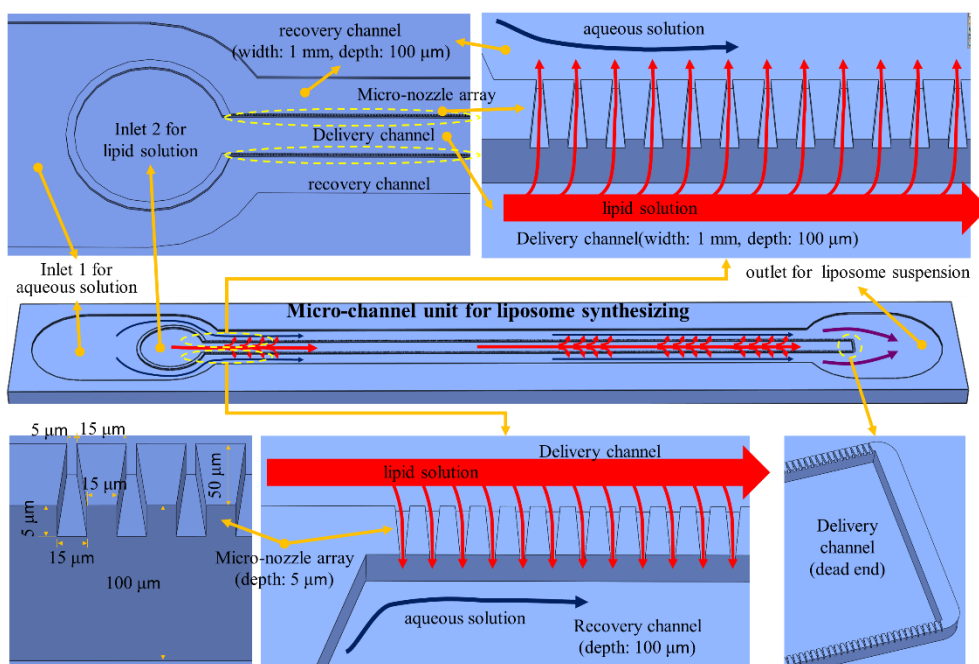 recovery channel
(width: 1 mm, depth: 100 μm)
Micro-nozzle array
Inlet 2 for
lipid solution
Delivery channel
recovery channel
aqueous solution
lipid solution
Delivery channel(width: 1 mm, depth: 100 μm)
Inlet 1 for
aqueous solution
outlet for liposome suspension
Micro-channel unit for liposome synthesizing
5 μm
15 μm
50 μm
15 μm
5 μm
15 μm
100 μm
Micro-nozzle array
(depth: 5 μm)
Delivery channel
lipid solution
aqueous solution
Recovery channel
(depth: 100 μm)
Delivery
channel
(dead end)